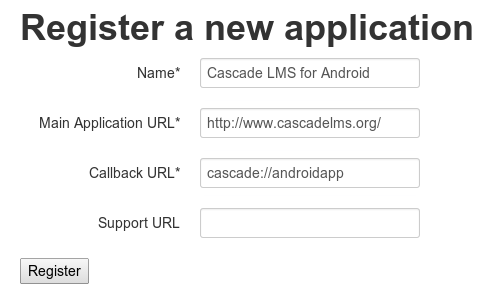 Register a new application
Name* Cascade LMS for Android
Main Application URL* http://www.cascadelms.org/
Callback URL* cascade://androidapp
Support URL
Register